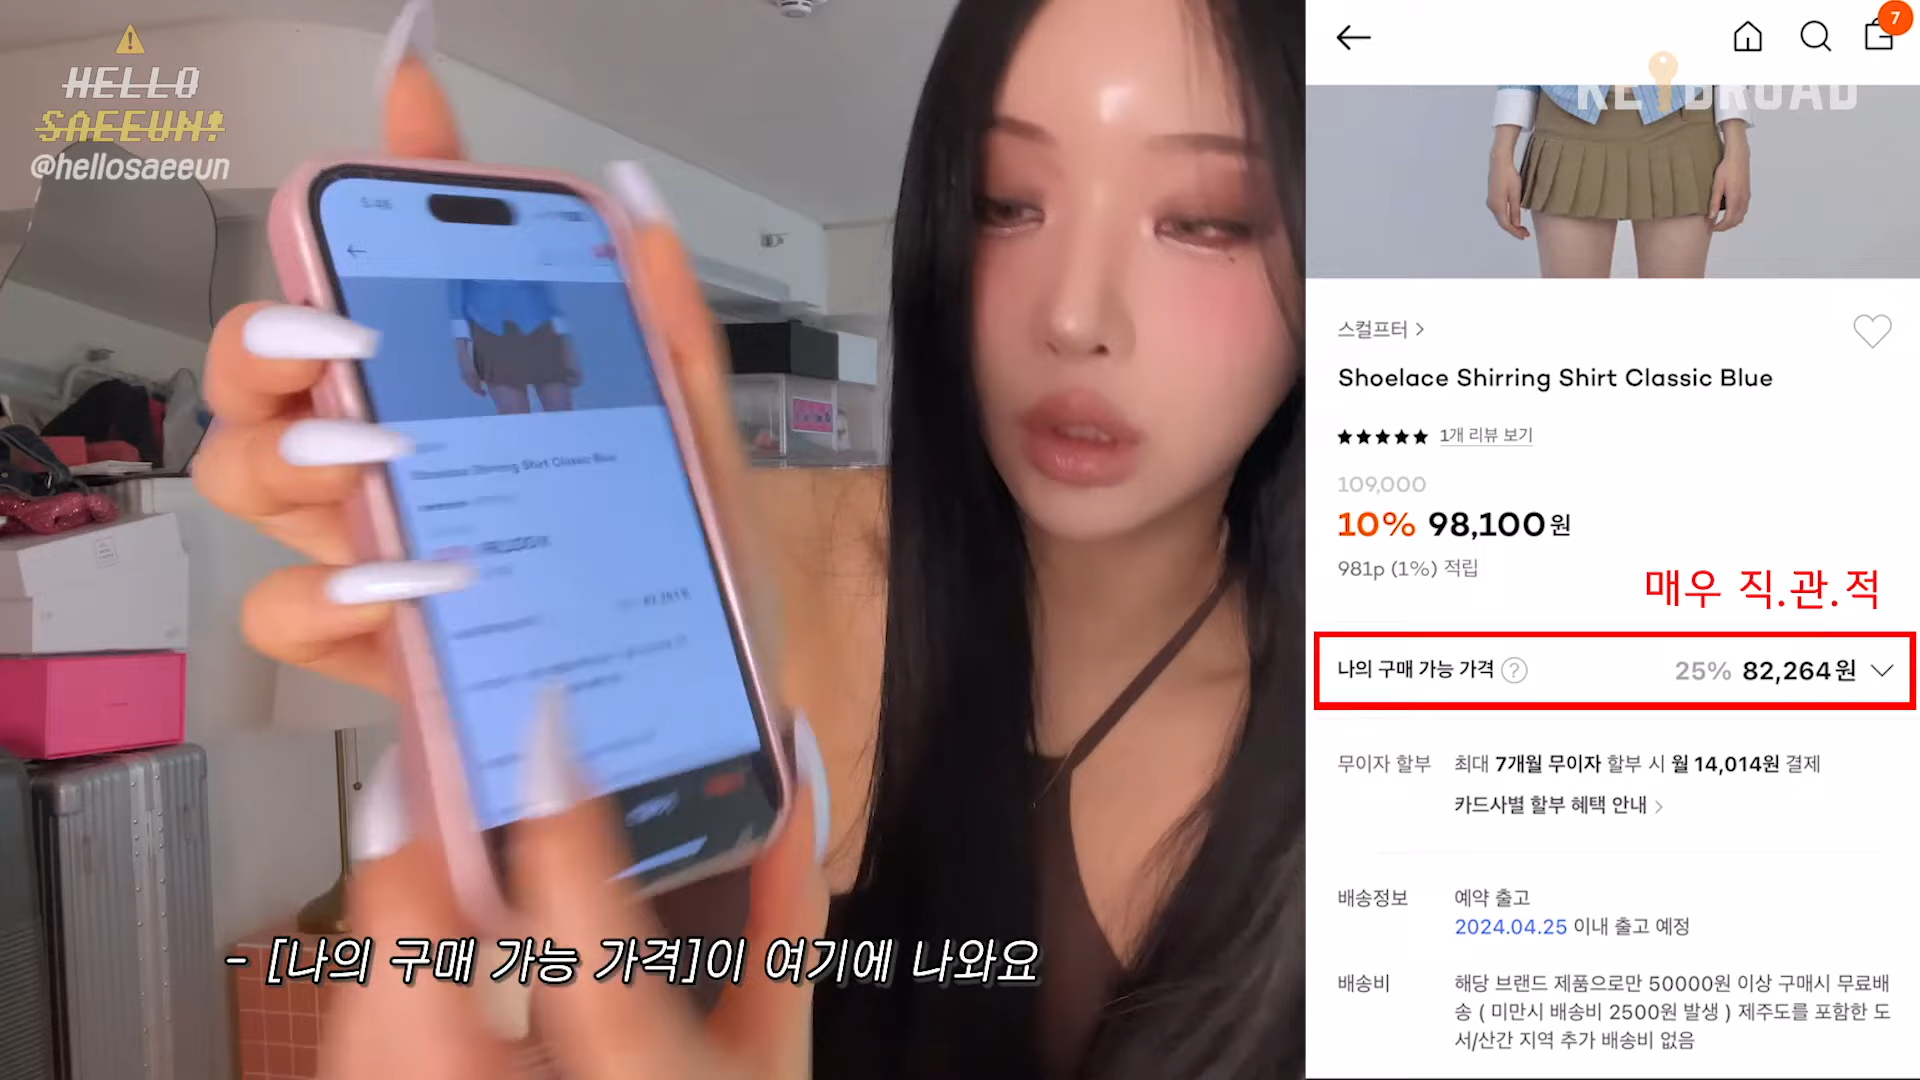 HELLO
SAEEUN!
@hellosaeeun
5:46
Shoelace Shirring Shirt Classic Blue
- [나의 구매 가능 가격]이 여기에 나와요
7
KEYBROAD
스컬프터 >
Shoelace Shirring Shirt Classic Blue
★★★★★ 1개 리뷰 보기
109,000
10% 98,100원
981p (1%) 적립
매우 직.관.적
나의 구매 가능 가격 ? 25% 82,264원
무이자 할부 최대 7개월 무이자 할부 시 월 14,014원 결제
카드사별 할부 혜택 안내 >
배송정보 예약 출고
2024.04.25 이내 출고 예정
배송비 해당 브랜드 제품으로만 50000원 이상 구매시 무료배
송 ( 미만시 배송비 2500원 발생 ) 제주도를 포함한 도
서/산간 지역 추가 배송비 없음